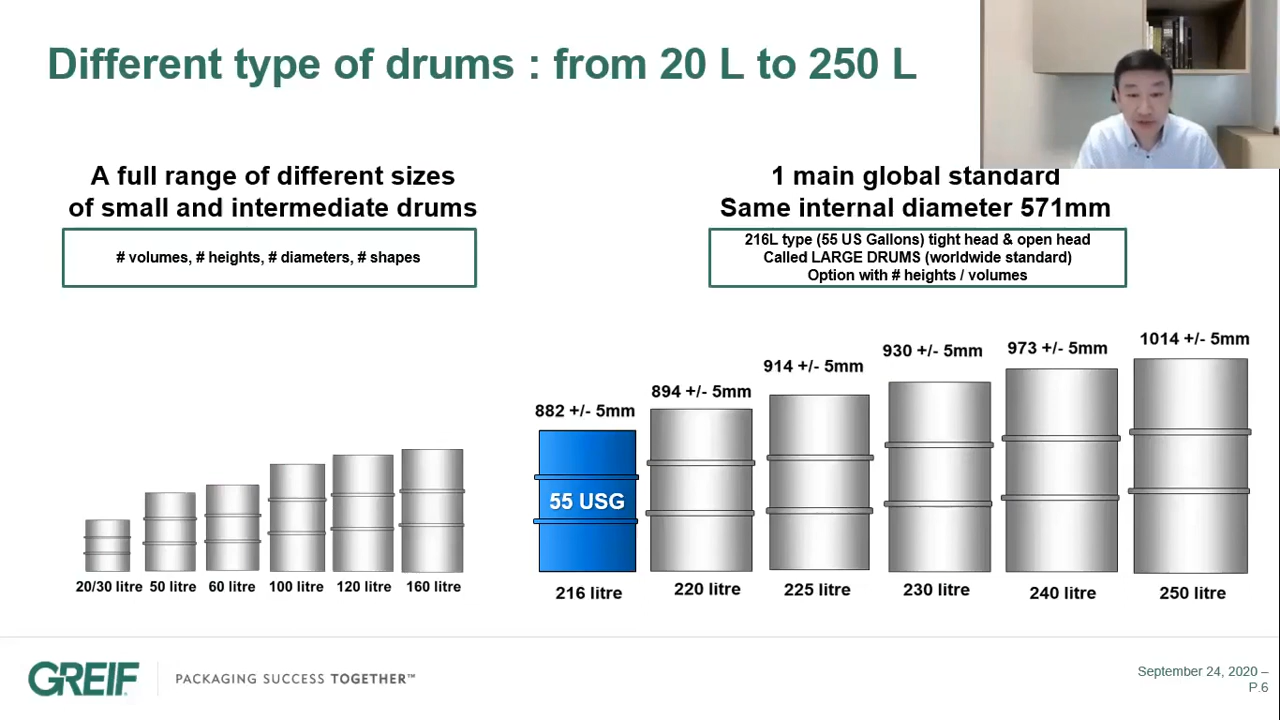 Different type of drums : from 20 L to 250 L
A full range of different sizes
of small and intermediate drums
# volumes, # heights, # diameters, # shapes
1 main global standard
Same internal diameter 571mm
216L type (55 US Gallons) tight head & open head
Called LARGE DRUMS (worldwide standard)
Option with # heights / volumes
882 +/- 5mm
894 +/- 5mm
914 +/- 5mm
930 +/- 5mm
973 +/- 5mm
1014 +/- 5mm
55 USG
20/30 litre
50 litre
60 litre
100 litre
120 litre
160 litre
216 litre
220 litre
225 litre
230 litre
240 litre
250 litre
GREIF
PACKAGING SUCCESS TOGETHER™
September 24, 2020 –
P.6